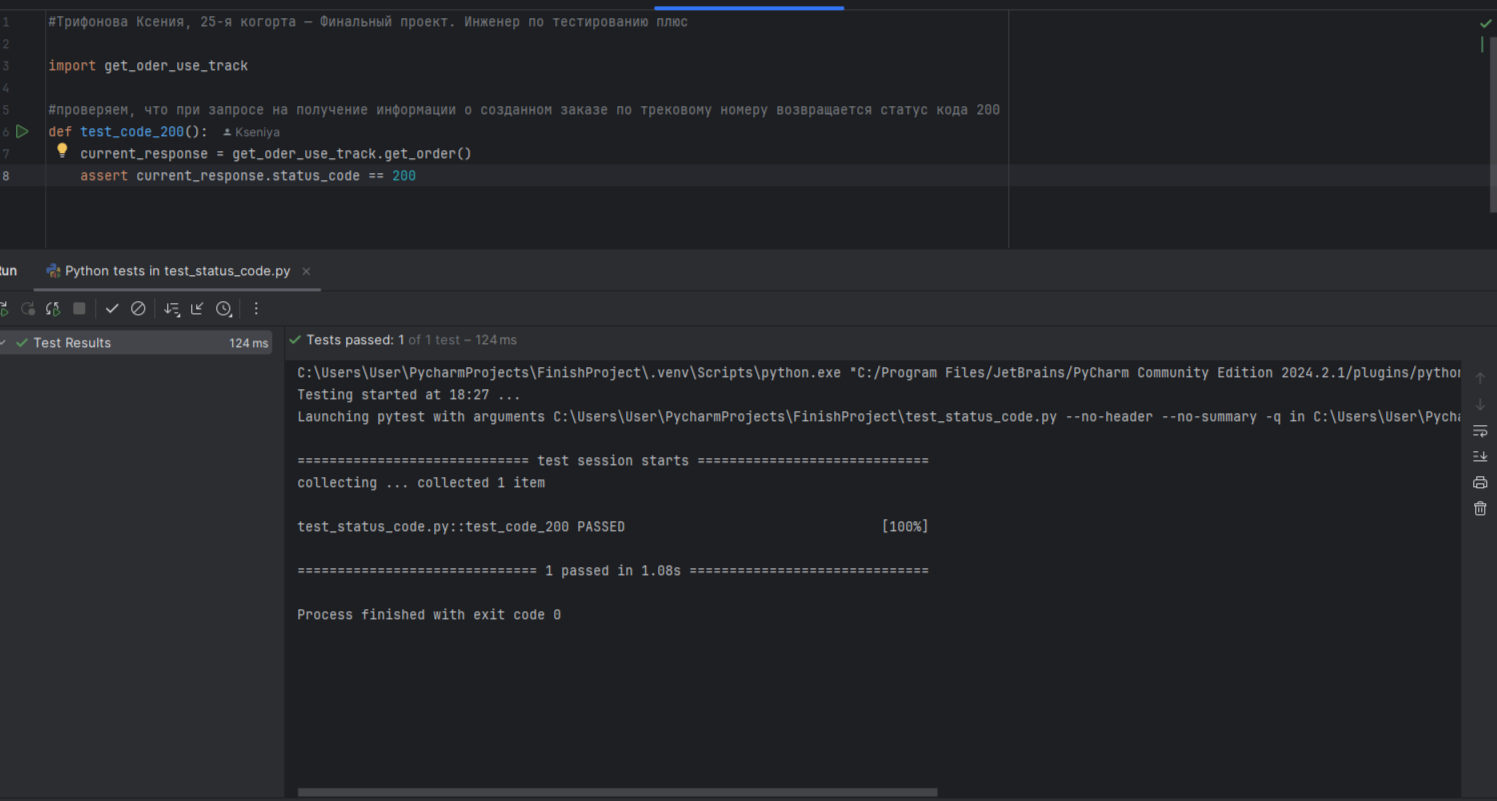 1 #Трифонова Ксения, 25-я когорта — Финальный проект. Инженер по тестированию плюс
2
3 import get_oder_use_track
4
5 #проверяем, что при запросе на получение информации о созданном заказе по трековому номеру возвращается статус кода 200
6 def test_code_200(): Kseniya
7 current_response = get_oder_use_track.get_order()
8 assert current_response.status_code == 200
un Python tests in test_status_code.py
Test Results 124 ms
Tests passed: 1 of 1 test – 124 ms
C:\Users\User\PycharmProjects\FinishProject\.venv\Scripts\python.exe "C:/Program Files/JetBrains/PyCharm Community Edition 2024.2.1/plugins/python
Testing started at 18:27 ...
Launching pytest with arguments C:\Users\User\PycharmProjects\FinishProject\test_status_code.py --no-header --no-summary -q in C:\Users\User\Pycha
============================= test session starts =============================
collecting ... collected 1 item
test_status_code.py::test_code_200 PASSED [100%]
============================== 1 passed in 1.08s ==============================
Process finished with exit code 0